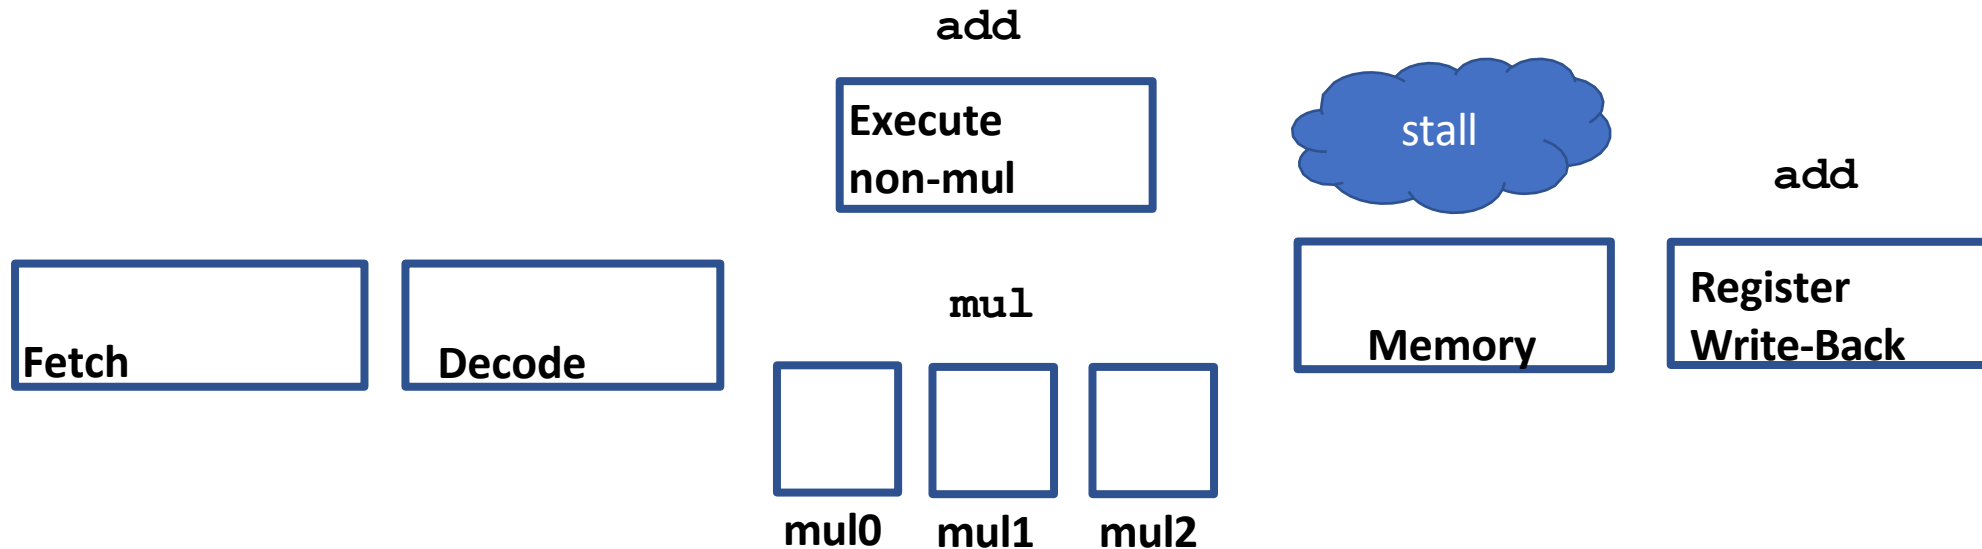 add
Execute
non-mul
stall
add
Fetch
Decode
mul
Memory
Register
Write-Back
mul0
mul1
mul2